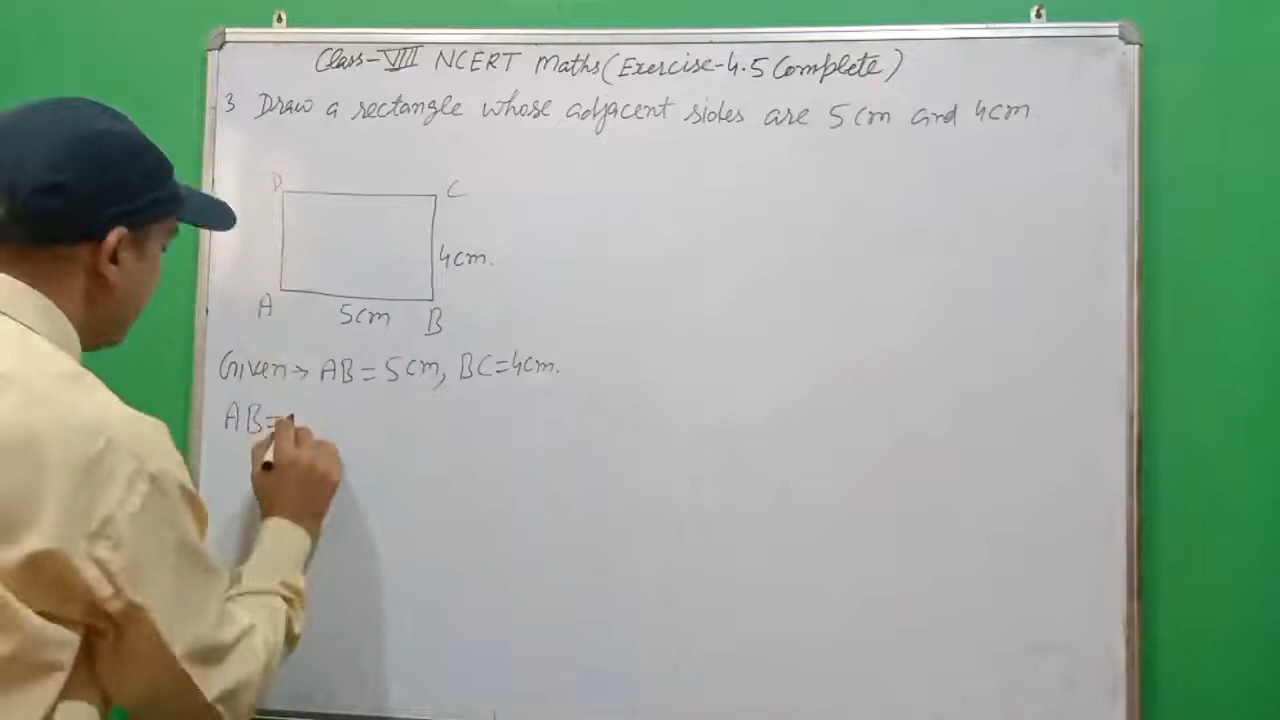 Class-VIII NCERT Maths (Exercise-4.5 Complete)
3 Draw a rectangle whose adjacent sides are 5cm and 4cm
D C
4cm.
A 5cm B
Given→ AB = 5cm, BC=4cm.
AB=